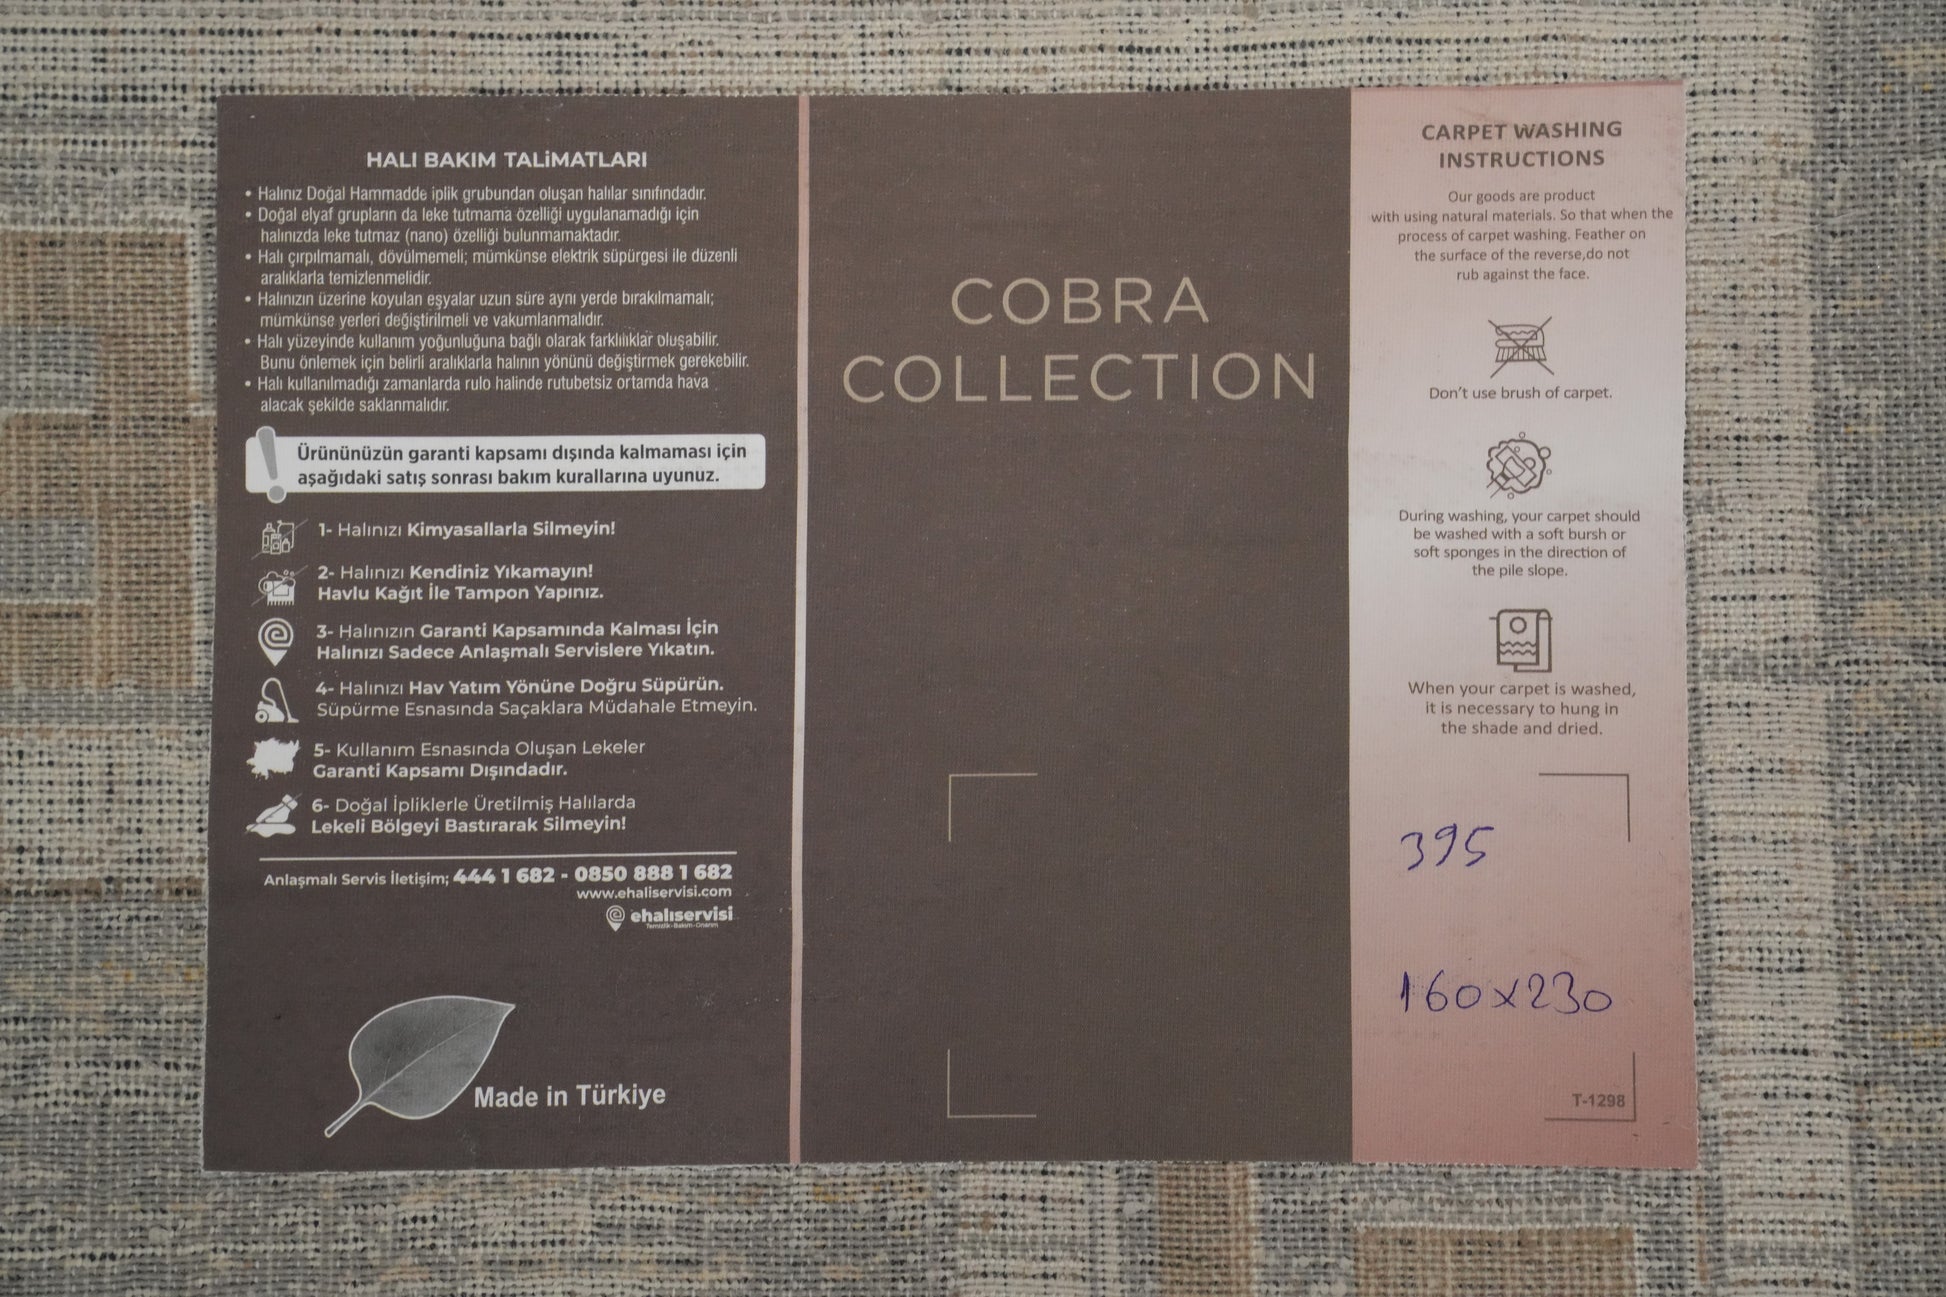 HALI BAKIM TALiMATLARI
• Halınız Doğal Hammadde iplik grubundan oluşan halılar sınıfındadır.
• Doğal elyaf grupların da leke tutmama özelliği uygulanamadığı için
halınızda leke tutmaz (nano) özelliği bulunmamaktadır.
• Halı çırpılmamalı, dövülmemeli; mümkünse elektrik süpürgesi ile düzenli
aralıklarla temizlenmelidir.
• Halınızın üzerine koyulan eşyalar uzun süre aynı yerde bırakılmamalı;
mümkünse yerleri değiştirilmeli ve vakumlanmalıdır.
• Halı yüzeyinde kullanım yoğunluğuna bağlı olarak farklılıklar oluşabilir.
Bunu önlemek için belirli aralıklarla halının yönünü değiştirmek gerekebilir.
• Halı kullanılmadığı zamanlarda rulo halinde rutubetsiz ortamda hava
alacak şekilde saklanmalıdır.
Ürününüzün garanti kapsamı dışında kalmaması için
aşağıdaki satış sonrası bakım kurallarına uyunuz.
1- Halınızı Kimyasallarla Silmeyin!
2- Halınızı Kendiniz Yıkamayın!
Havlu Kağıt İle Tampon Yapınız.
3- Halınızın Garanti Kapsamında Kalması İçin
Halınızı Sadece Anlaşmalı Servislere Yıkatın.
4- Halınızı Hav Yatım Yönüne Doğru Süpürün.
Süpürme Esnasında Saçaklara Müdahale Etmeyin.
5- Kullanım Esnasında Oluşan Lekeler
Garanti Kapsamı Dışındadır.
6- Doğal İpliklerle Üretilmiş Halılarda
Lekeli Bölgeyi Bastırarak Silmeyin!
Anlaşmalı Servis İletişim; 444 1 682 - 0850 888 1 682
www.ehaliservisi.com
ehalıservisi
Temizlik-Bakım-Onarım
Made in Türkiye
COBRA
COLLECTION
CARPET WASHING
INSTRUCTIONS
Our goods are product
with using natural materials. So that when the
process of carpet washing. Feather on
the surface of the reverse,do not
rub against the face.
Don't use brush of carpet.
During washing, your carpet should
be washed with a soft bursh or
soft sponges in the direction of
the pile slope.
When your carpet is washed,
it is necessary to hung in
the shade and dried.
395
160x230
T-1298